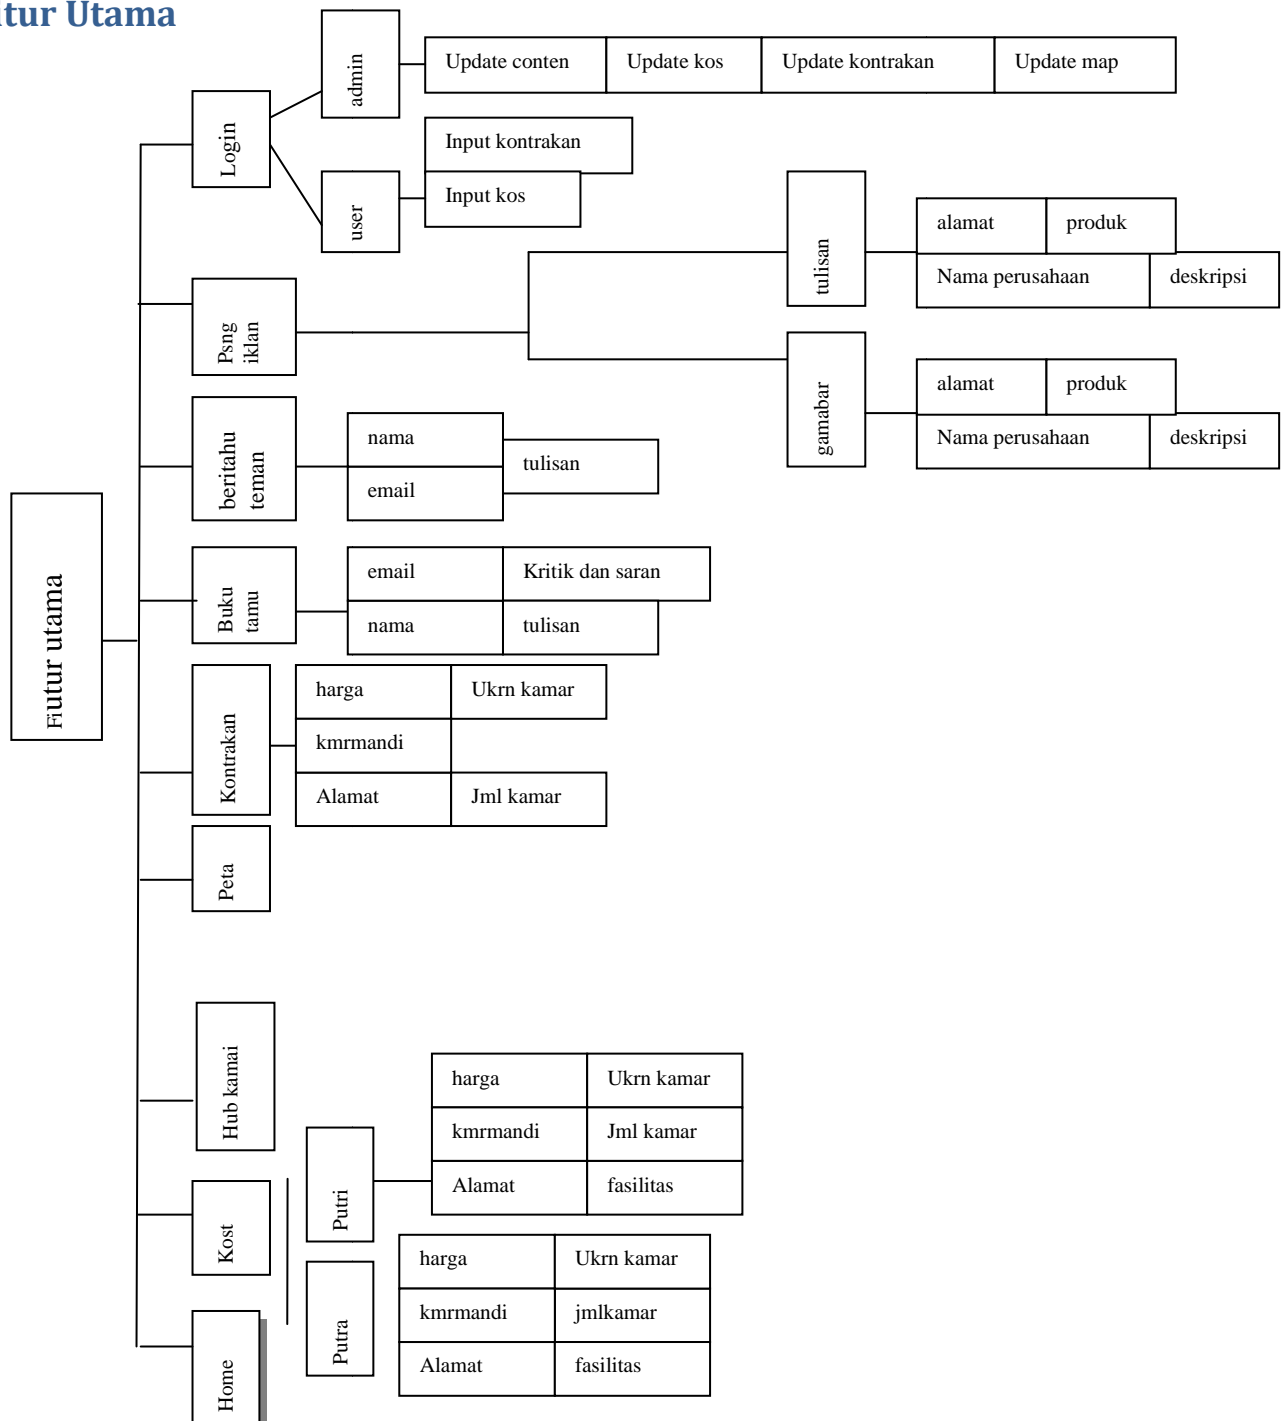 itur Utama
admin
Update conten
Update kos
Update kontrakan
Update map
Login
user
Input kontrakan
Input kos
Psng
iklan
tulisan
alamat
produk
Nama perusahaan
deskripsi
gamabar
alamat
produk
Nama perusahaan
deskripsi
beritahu
teman
nama
email
tulisan
Fiutur utama
Buku
tamu
email
Kritik dan saran
nama
tulisan
Kontrakan
harga
Ukrn kamar
kmrmandi
Alamat
Jml kamar
Peta
Hub kamai
Kost
Putri
harga
Ukrn kamar
kmrmandi
Jml kamar
Alamat
fasilitas
Putra
harga
Ukrn kamar
kmrmandi
jmlkamar
Alamat
fasilitas
Home